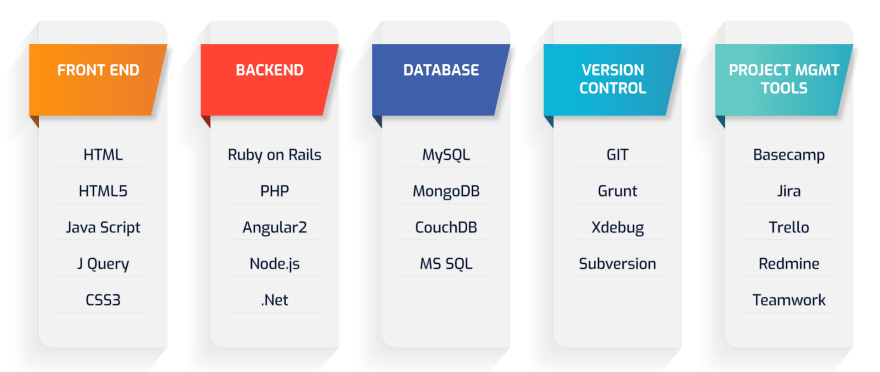 FRONT END
HTML
HTML5
Java Script
J Query
CSS3
BACKEND
Ruby on Rails
PHP
Angular2
Node.js
.Net
DATABASE
MySQL
MongoDB
CouchDB
MS SQL
VERSION
CONTROL
GIT
Grunt
Xdebug
Subversion
PROJECT MGMT
TOOLS
Basecamp
Jira
Trello
Redmine
Teamwork